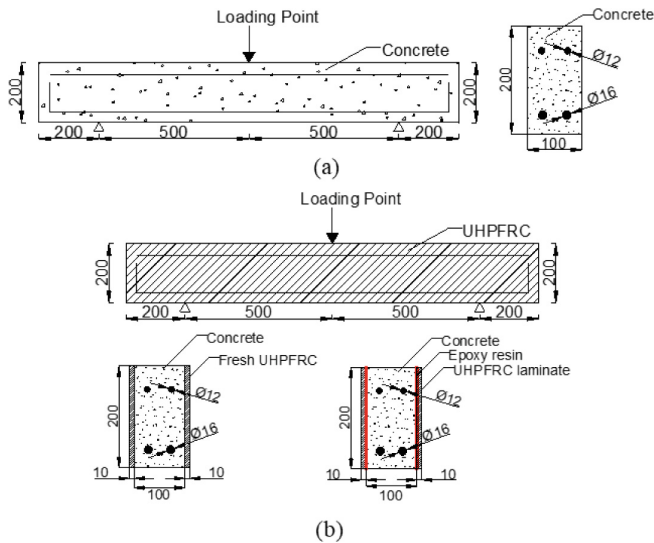 Loading Point
Concrete
200
200
200
500
500
200
Concrete
200
Ø12
Ø16
100
(a)
Loading Point
UHPFRC
200
200
200
500
500
200
Concrete
Fresh UHPFRC
200
Ø12
Ø16
10
10
100
Concrete
Epoxy resin
UHPFRC laminate
200
Ø12
Ø16
10
10
100
(b)